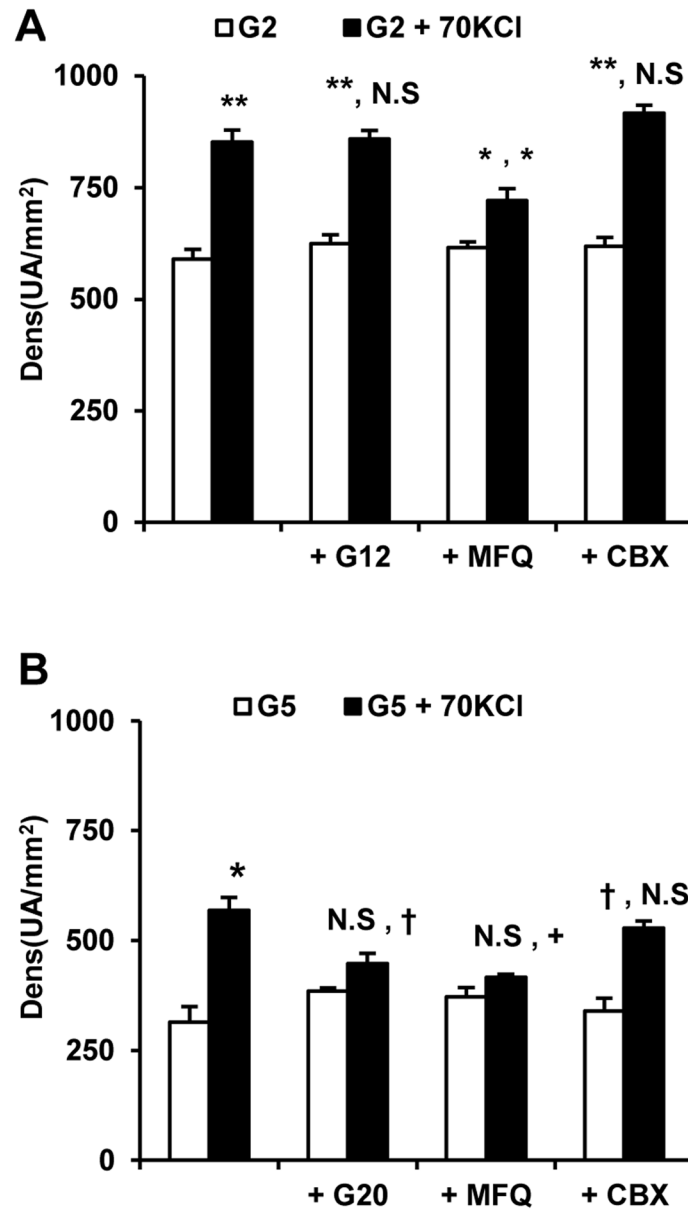 A
G2 G2 + 70KCl
1000
750
500
250
0
Dens(UA/mm²)
**
**, N.S
* , *
**, N.S
+ G12 + MFQ + CBX
B
G5 G5 + 70KCl
1000
750
500
250
0
Dens(UA/mm²)
*
N.S , †
N.S , +
† , N.S
+ G20 + MFQ + CBX